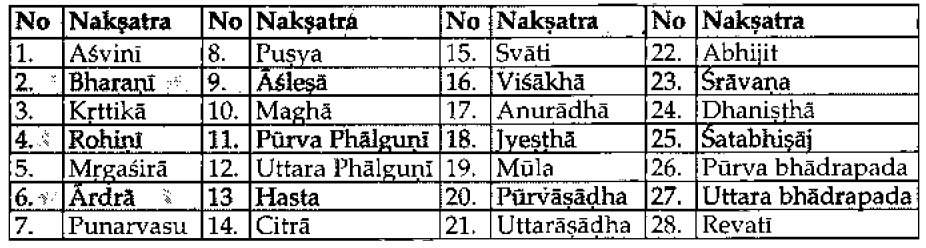 No Nakṣatra No Nakṣatra No Nakṣatra No Nakṣatra
1. Aśvini 8. Puṣya 15. Svāti 22. Abhijit
2. Bharaṇī 9. Āśleṣā 16. Viśākhā 23. Śrāvaṇa
3. Kṛttikā 10. Maghā 17. Anurādhā 24. Dhaniṣṭhā
4. Rohiṇī 11. Pūrva Phālguṇī 18. Jyeṣṭhā 25. Śatabhiṣāj
5. Mṛgaśirā 12. Uttara Phālguṇī 19. Mūla 26. Pūrva bhādrapada
6. Ārdrā 13 Hasta 20. Pūrvāṣāḍha 27. Uttara bhādrapada
7. Punarvasu 14. Citrā 21. Uttarāṣāḍha 28. Revatī